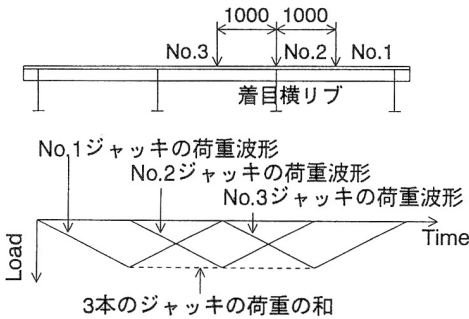 1000 1000
No.3 No.2 No.1
着目横リブ
No.1ジャッキの荷重波形
No.2ジャッキの荷重波形
No.3ジャッキの荷重波形
Time
Load
3本のジャッキの荷重の和